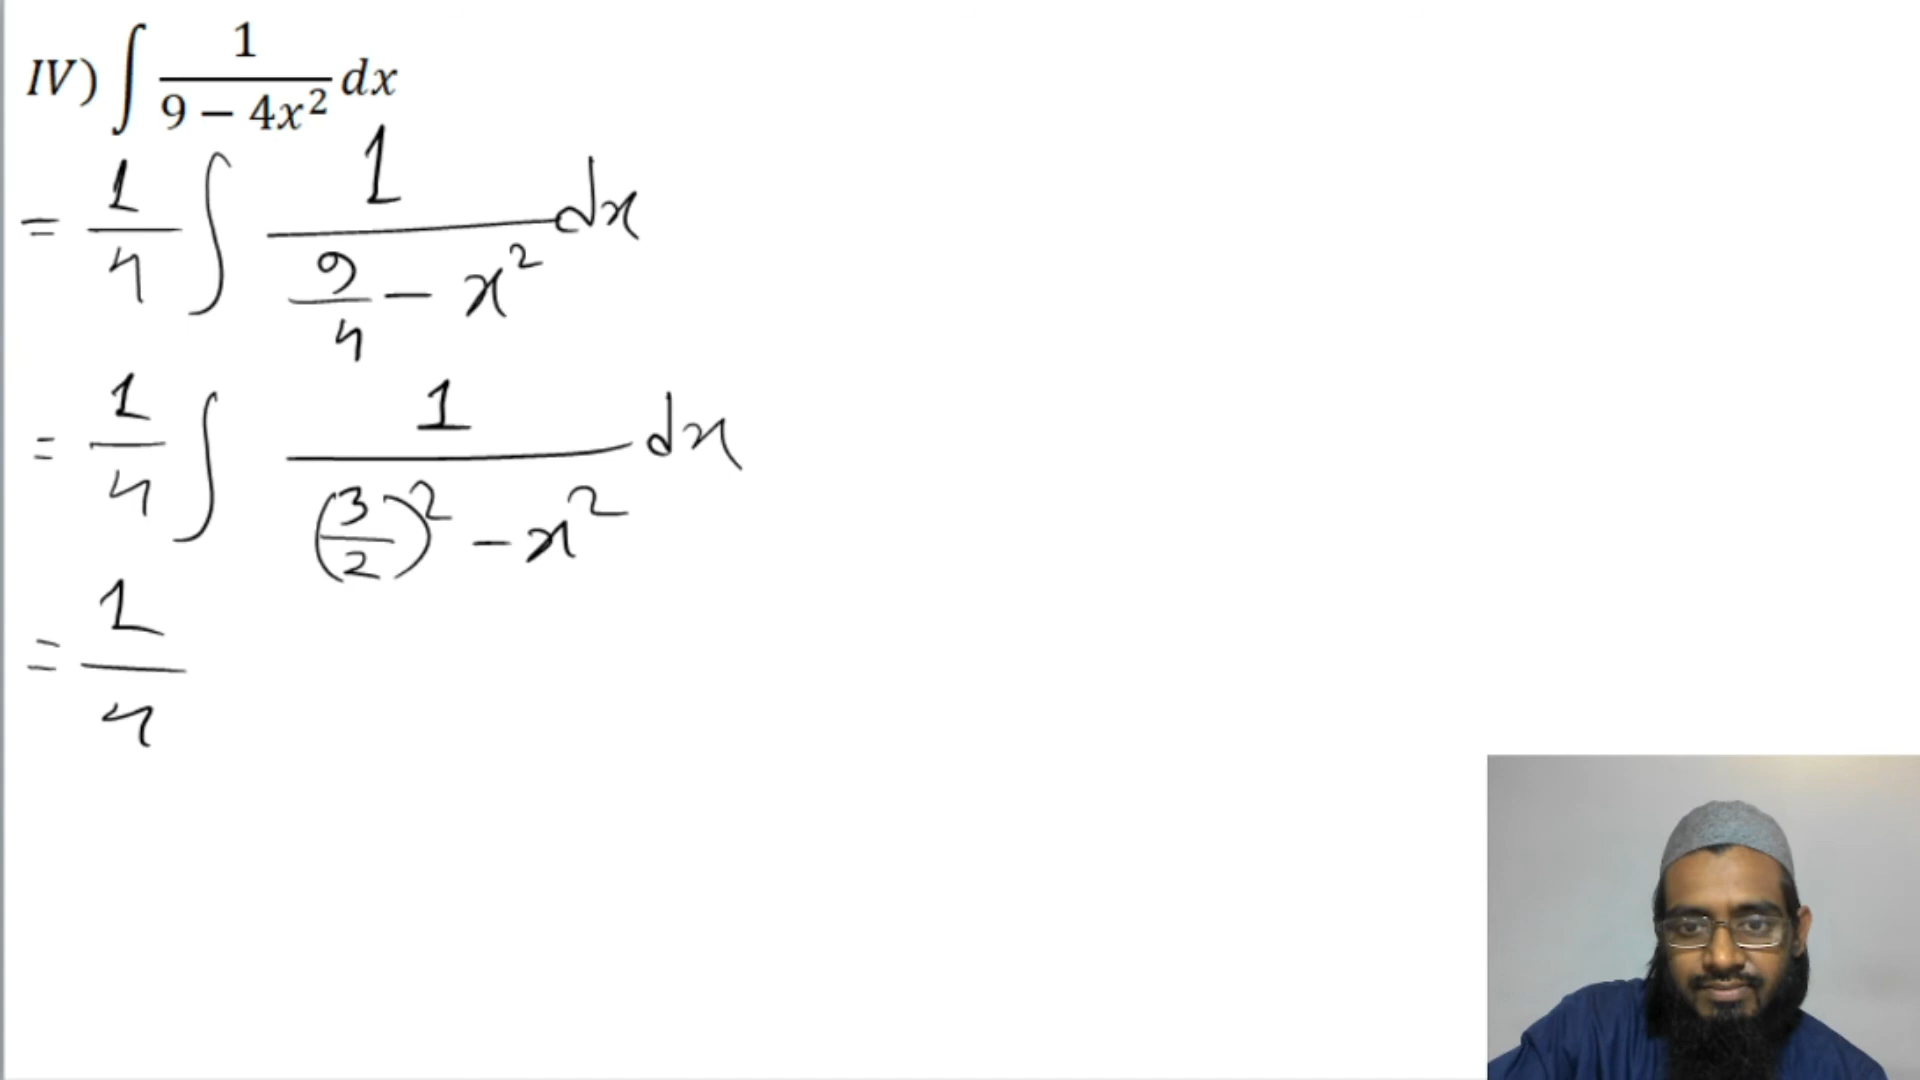 IV) ∫ 1/(9 − 4x²) dx
= 1/4 ∫ 1/(9/4 − x²) dx
= 1/4 ∫ 1/((3/2)² − x²) dx
= 1/4